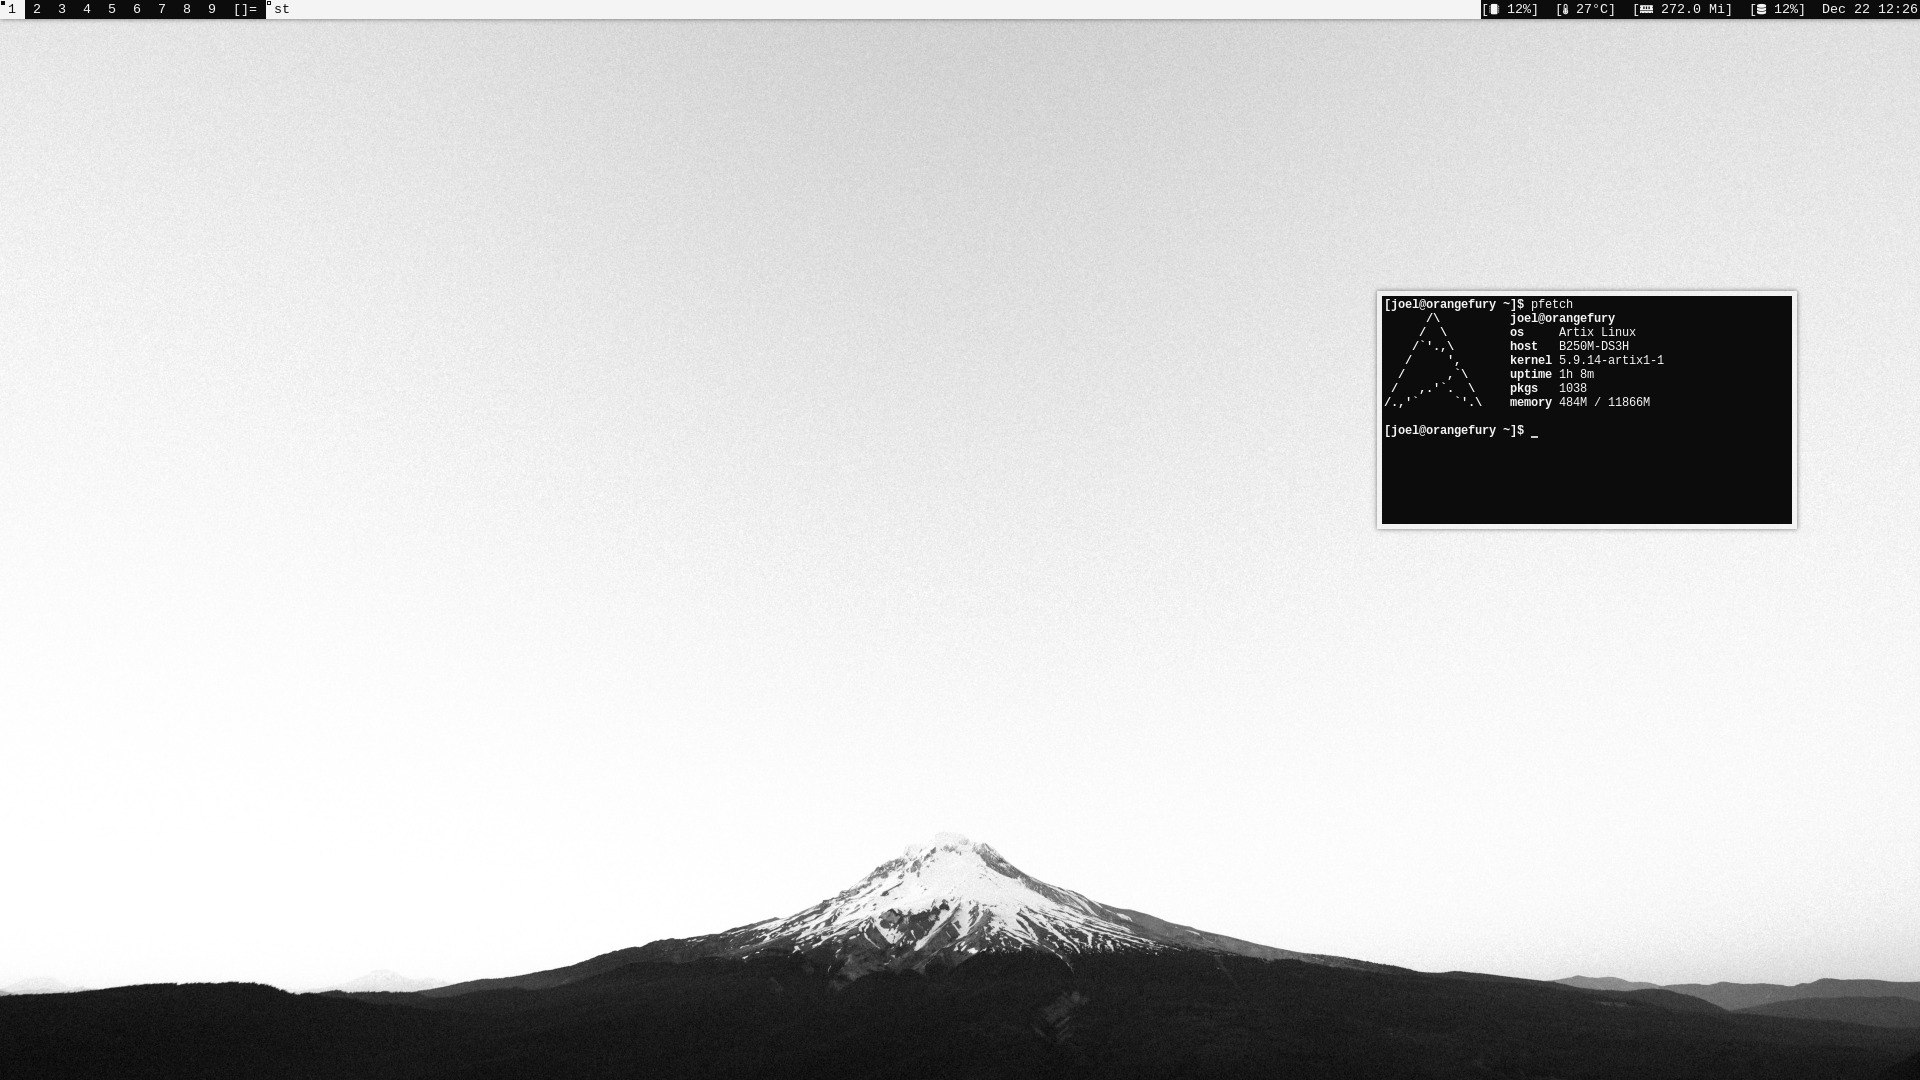 1 2 3 4 5 6 7 8 9 []= st [ 12%] [ 27°C] [ 272.0 Mi] [ 12%] Dec 22 12:26
[joel@orangefury ~]$ pfetch
/\ joel@orangefury
/  \ os Artix Linux
/`'.,\ host B250M-DS3H
/     ', kernel 5.9.14-artix1-1
/      ,`\ uptime 1h 8m
/   ,.'`.  \ pkgs 1038
/.,'`     `'.\ memory 484M / 11866M
[joel@orangefury ~]$ _